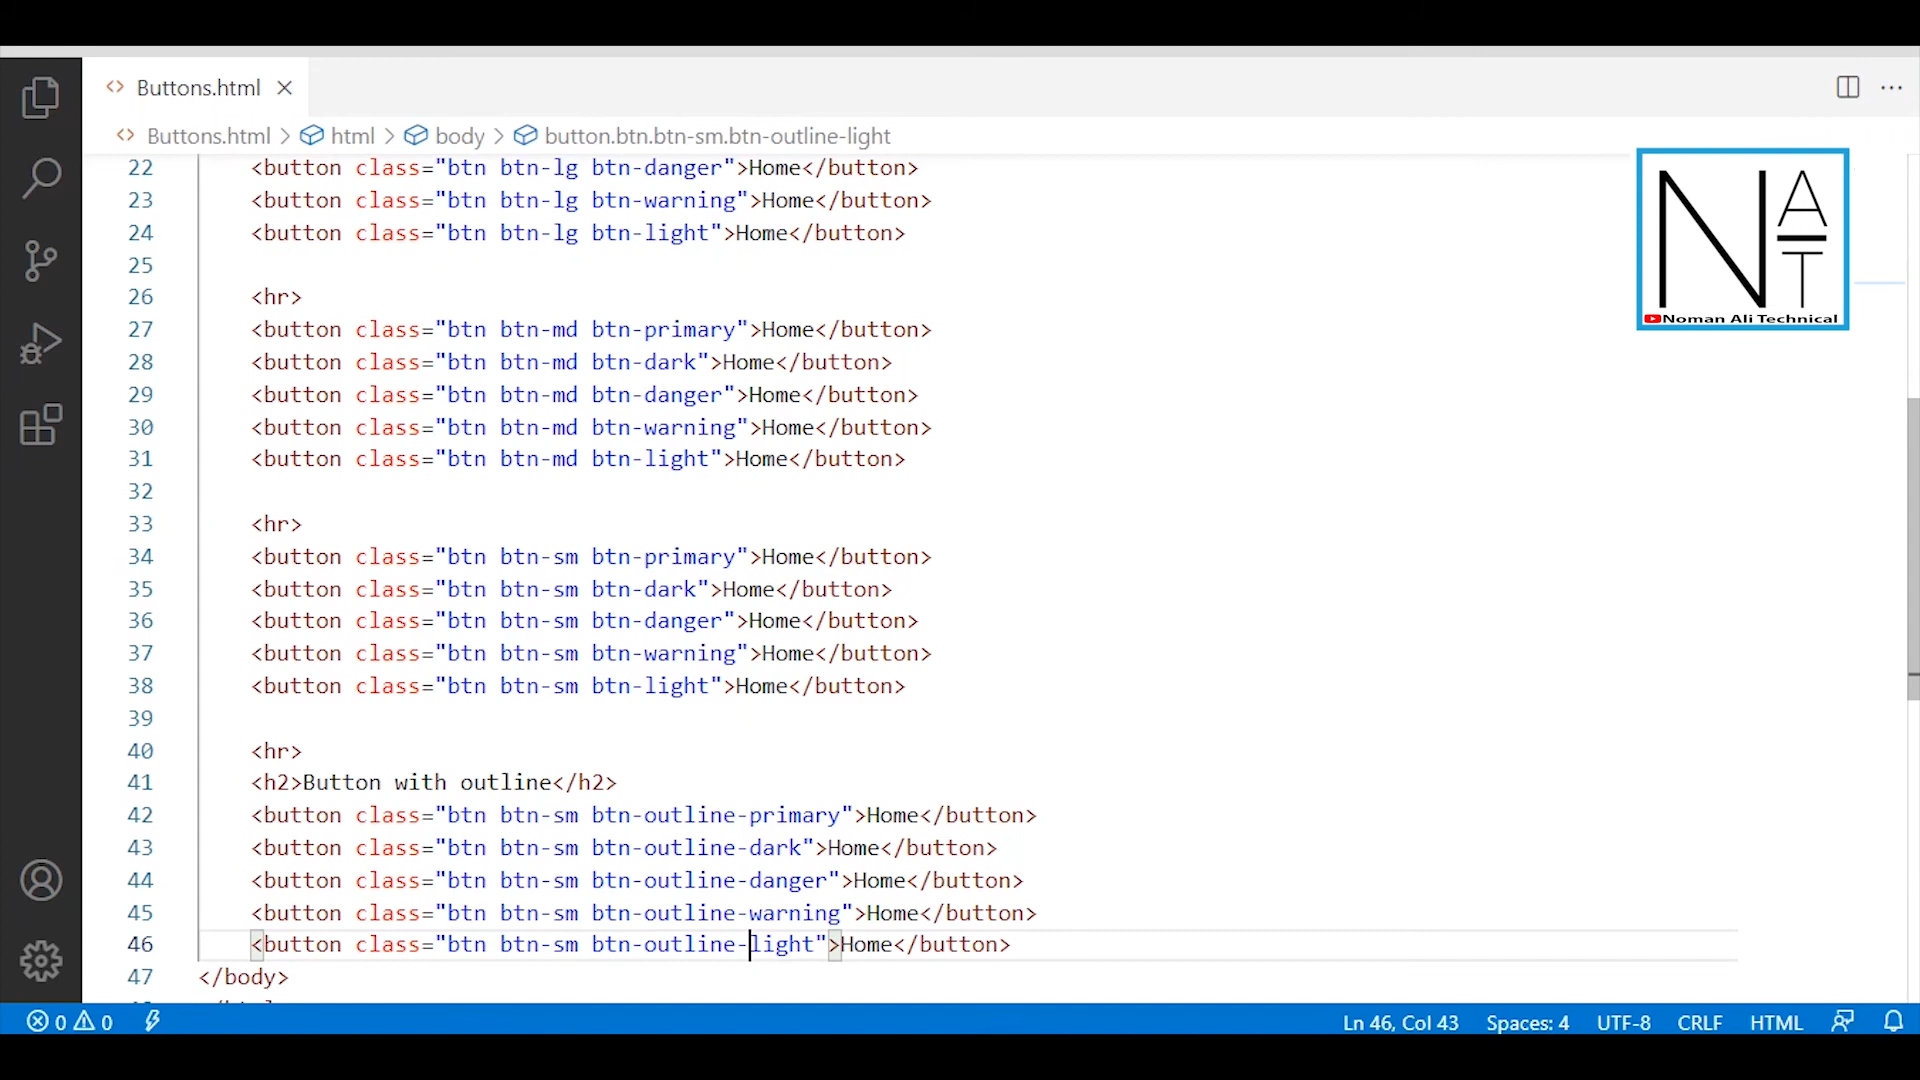 Buttons.html
Buttons.html > html > body > button.btn.btn-sm.btn-outline-light
22 <button class="btn btn-lg btn-danger">Home</button>
23 <button class="btn btn-lg btn-warning">Home</button>
24 <button class="btn btn-lg btn-light">Home</button>
25
26 <hr>
27 <button class="btn btn-md btn-primary">Home</button>
28 <button class="btn btn-md btn-dark">Home</button>
29 <button class="btn btn-md btn-danger">Home</button>
30 <button class="btn btn-md btn-warning">Home</button>
31 <button class="btn btn-md btn-light">Home</button>
32
33 <hr>
34 <button class="btn btn-sm btn-primary">Home</button>
35 <button class="btn btn-sm btn-dark">Home</button>
36 <button class="btn btn-sm btn-danger">Home</button>
37 <button class="btn btn-sm btn-warning">Home</button>
38 <button class="btn btn-sm btn-light">Home</button>
39
40 <hr>
41 <h2>Button with outline</h2>
42 <button class="btn btn-sm btn-outline-primary">Home</button>
43 <button class="btn btn-sm btn-outline-dark">Home</button>
44 <button class="btn btn-sm btn-outline-danger">Home</button>
45 <button class="btn btn-sm btn-outline-warning">Home</button>
46 <button class="btn btn-sm btn-outline-light">Home</button>
47 </body>
NAT
Noman Ali Technical
0 0 Ln 46, Col 43 Spaces: 4 UTF-8 CRLF HTML